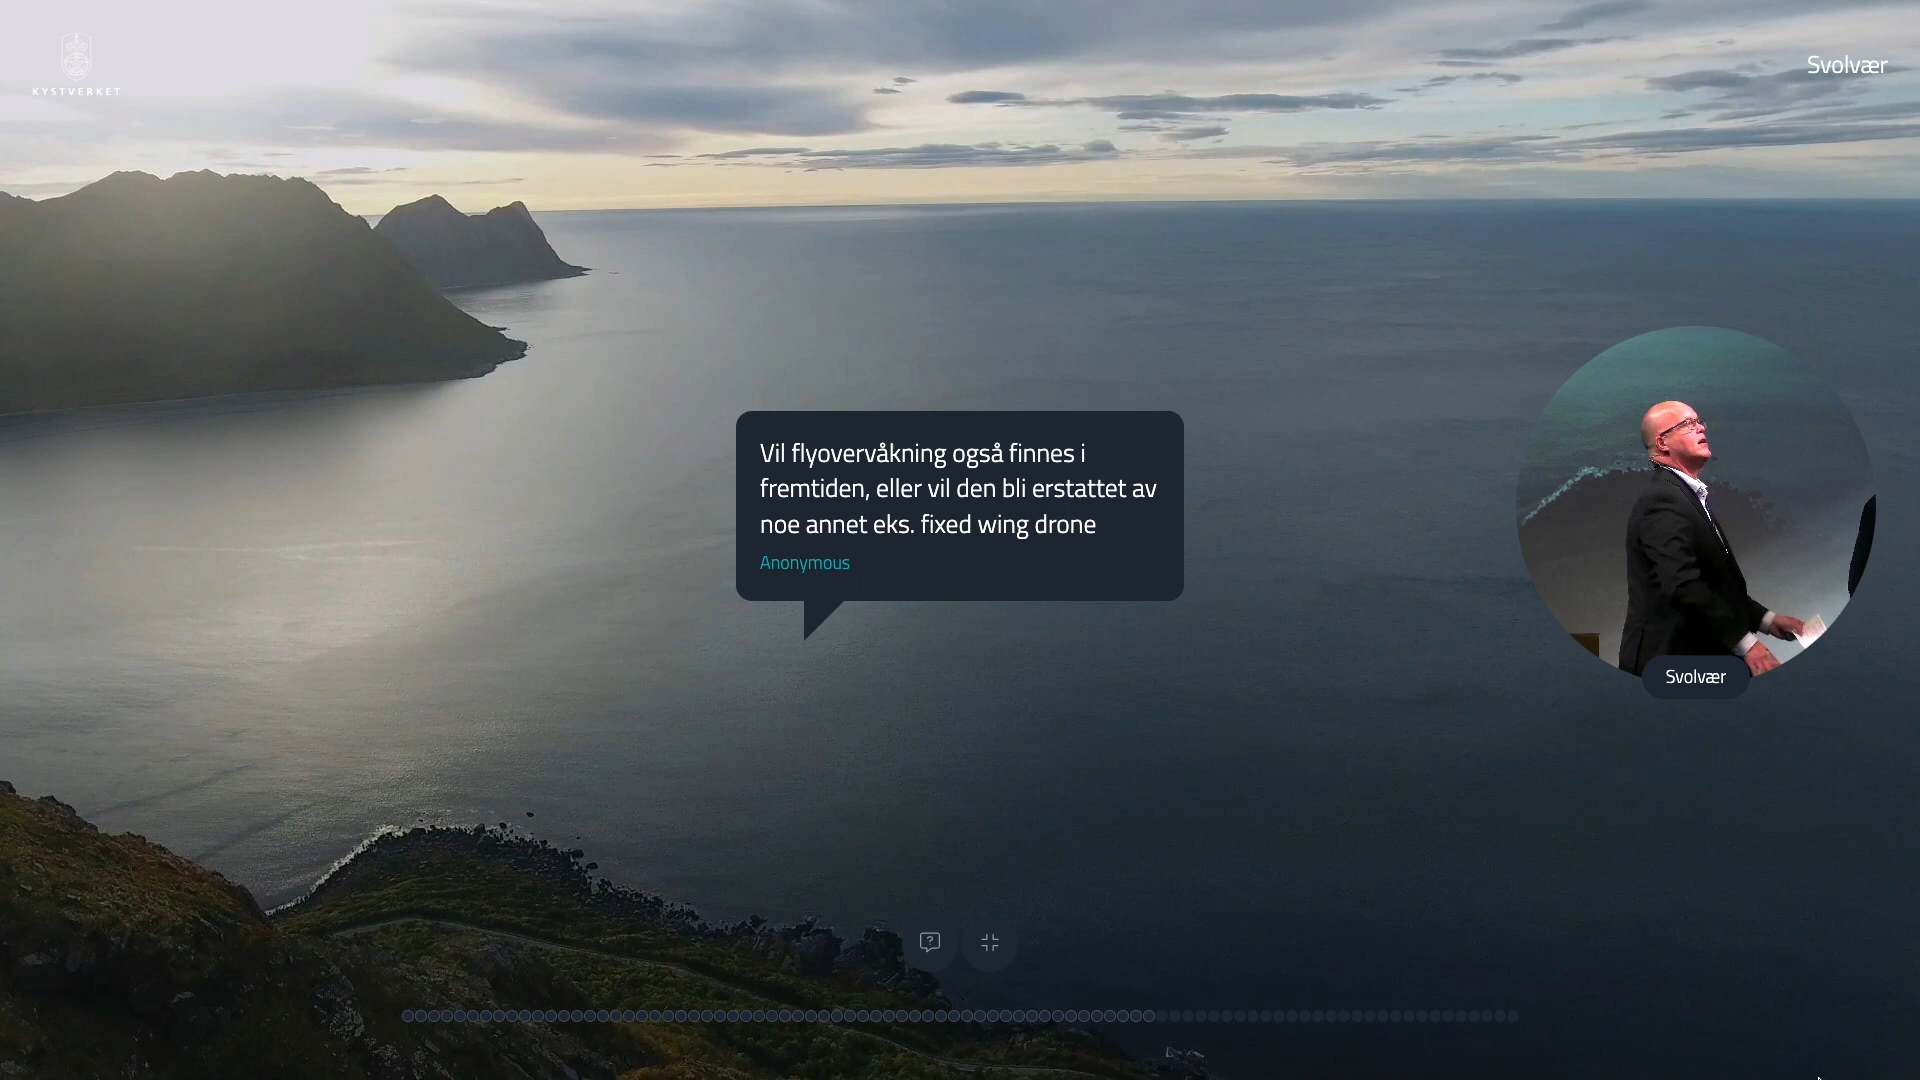 KYSTVERKET
Svolvær
Vil flyovervåkning også finnes i
fremtiden, eller vil den bli erstattet av
noe annet eks. fixed wing drone
Anonymous
Svolvær